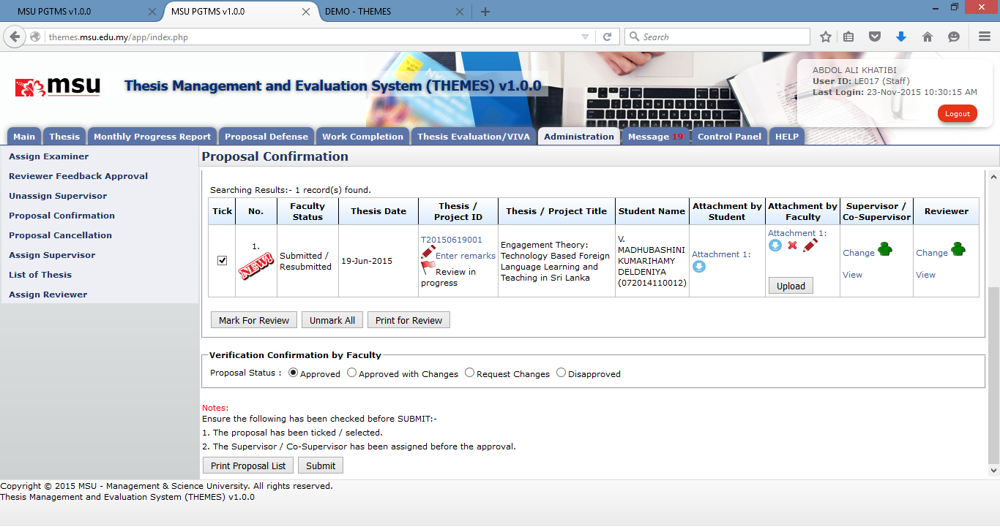 MSU PGTMS v1.0.0
MSU PGTMS v1.0.0
DEMO - THEMES
themes.msu.edu.my/app/index.php
Search
msu
Thesis Management and Evaluation System (THEMES) v1.0.0
ABDOL ALI KHATIBI
User ID: LE017 (Staff)
Last Login: 23-Nov-2015 10:30:15 AM
Logout
Main
Thesis
Monthly Progress Report
Proposal Defense
Work Completion
Thesis Evaluation/VIVA
Administration
Message 19
Control Panel
HELP
Assign Examiner
Reviewer Feedback Approval
Unassign Supervisor
Proposal Confirmation
Proposal Cancellation
Assign Supervisor
List of Thesis
Assign Reviewer
Proposal Confirmation
Searching Results:- 1 record(s) found.
Tick
No.
Faculty
Status
Thesis Date
Thesis /
Project ID
Thesis / Project Title
Student Name
Attachment by
Student
Attachment by
Faculty
Supervisor /
Co-Supervisor
Reviewer
1.
NEW!
Submitted /
Resubmitted
19-Jun-2015
T20150619001
Enter remarks
Review in
progress
Engagement Theory:
Technology Based Foreign
Language Learning and
Teaching in Sri Lanka
V.
MADHUBASHINI
KUMARIHAMY
DELDENIYA
(072014110012)
Attachment 1:
Attachment 1:
Upload
Change
View
Change
View
Mark For Review
Unmark All
Print for Review
Verification Confirmation by Faculty
Proposal Status :
Approved
Approved with Changes
Request Changes
Disapproved
Notes:
Ensure the following has been checked before SUBMIT:-
1. The proposal has been ticked / selected.
2. The Supervisor / Co-Supervisor has been assigned before the approval.
Print Proposal List
Submit
Copyright © 2015 MSU - Management & Science University. All rights reserved.
Thesis Management and Evaluation System (THEMES) v1.0.0